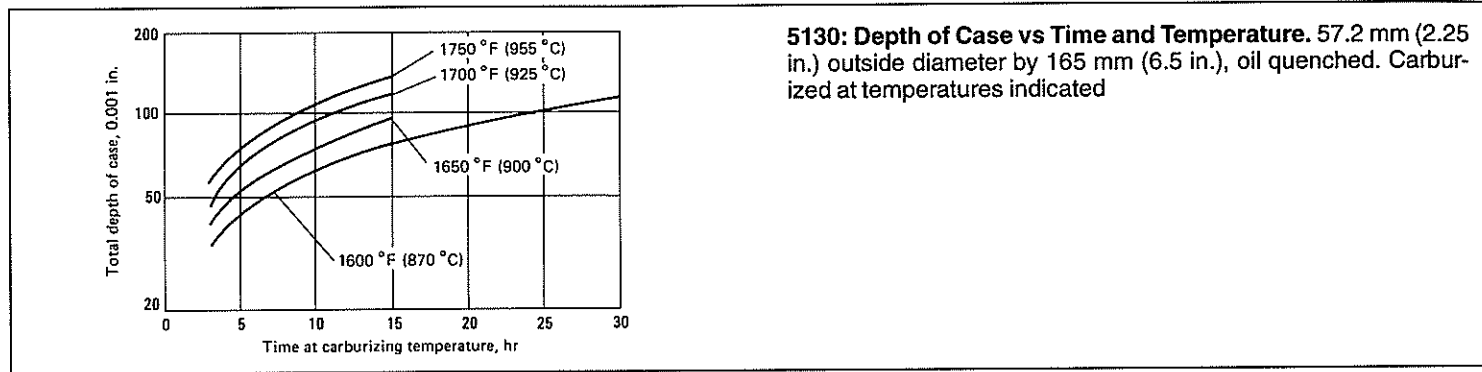 200
100
50
20
0 5 10 15 20 25 30
Total depth of case, 0.001 in.
Time at carburizing temperature, hr
1750 °F (955 °C)
1700 °F (925 °C)
1650 °F (900 °C)
1600 °F (870 °C)
5130: Depth of Case vs Time and Temperature. 57.2 mm (2.25
in.) outside diameter by 165 mm (6.5 in.), oil quenched. Carbur-
ized at temperatures indicated